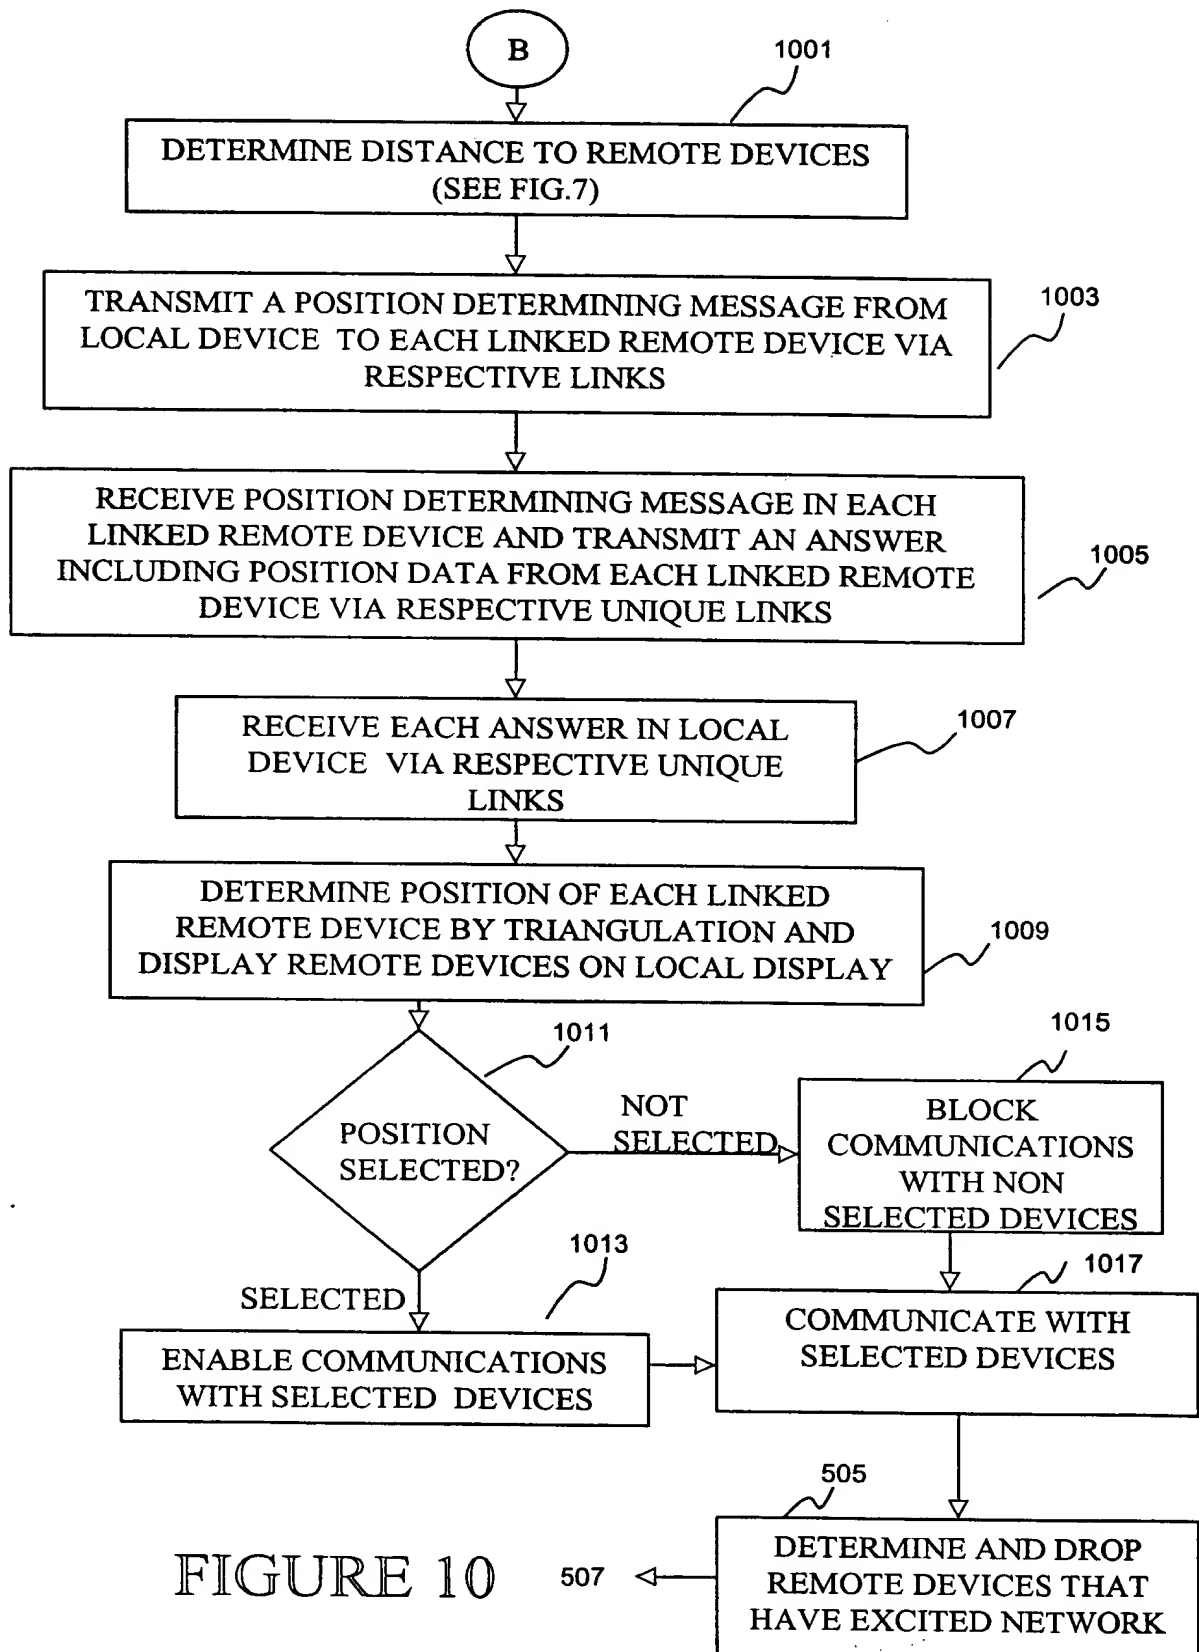 B
1001
DETERMINE DISTANCE TO REMOTE DEVICES
(SEE FIG.7)
TRANSMIT A POSITION DETERMINING MESSAGE FROM
LOCAL DEVICE TO EACH LINKED REMOTE DEVICE VIA
RESPECTIVE LINKS
1003
RECEIVE POSITION DETERMINING MESSAGE IN EACH
LINKED REMOTE DEVICE AND TRANSMIT AN ANSWER
INCLUDING POSITION DATA FROM EACH LINKED REMOTE
DEVICE VIA RESPECTIVE UNIQUE LINKS
1005
RECEIVE EACH ANSWER IN LOCAL
DEVICE VIA RESPECTIVE UNIQUE
LINKS
1007
DETERMINE POSITION OF EACH LINKED
REMOTE DEVICE BY TRIANGULATION AND
DISPLAY REMOTE DEVICES ON LOCAL DISPLAY
1009
1011
POSITION
SELECTED?
NOT
SELECTED
1015
BLOCK
COMMUNICATIONS
WITH NON
SELECTED DEVICES
SELECTED
1013
ENABLE COMMUNICATIONS
WITH SELECTED DEVICES
1017
COMMUNICATE WITH
SELECTED DEVICES
505
DETERMINE AND DROP
REMOTE DEVICES THAT
HAVE EXCITED NETWORK
507
FIGURE 10